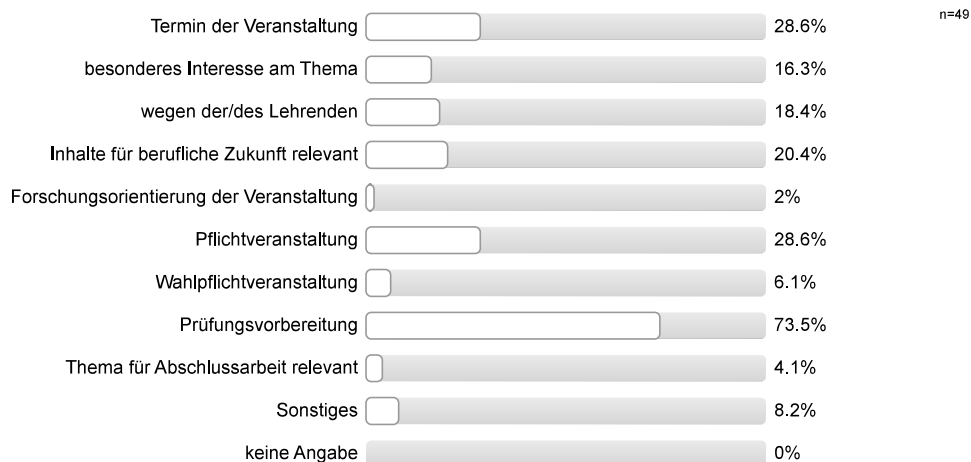 n=49
Termin der Veranstaltung 28.6%
besonderes Interesse am Thema 16.3%
wegen der/des Lehrenden 18.4%
Inhalte für berufliche Zukunft relevant 20.4%
Forschungsorientierung der Veranstaltung 2%
Pflichtveranstaltung 28.6%
Wahlpflichtveranstaltung 6.1%
Prüfungsvorbereitung 73.5%
Thema für Abschlussarbeit relevant 4.1%
Sonstiges 8.2%
keine Angabe 0%